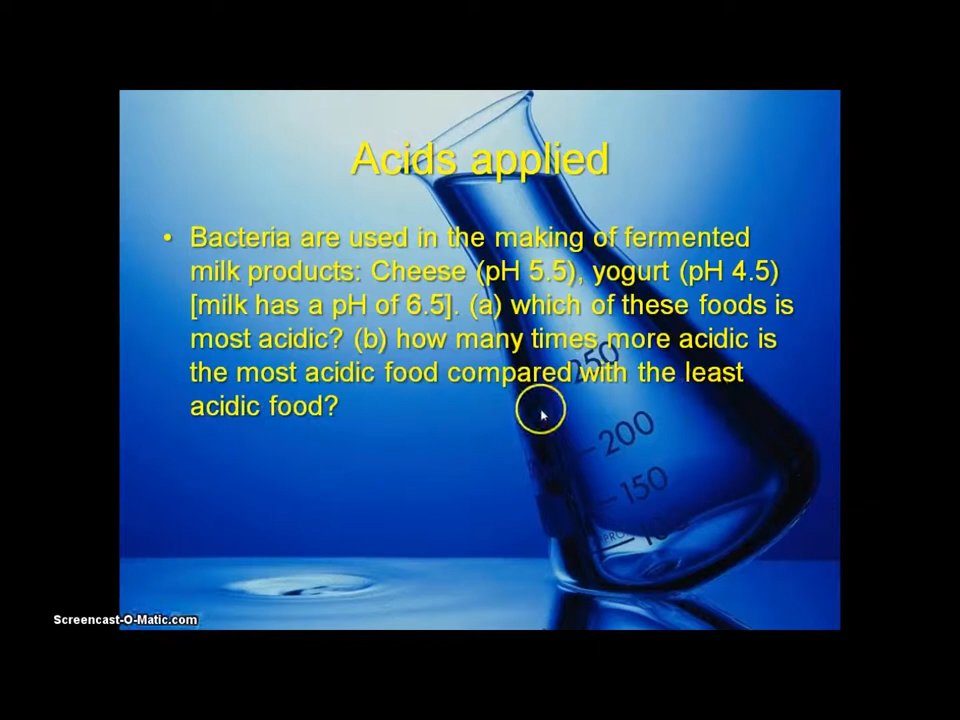 Acids applied
• Bacteria are used in the making of fermented
milk products: Cheese (pH 5.5), yogurt (pH 4.5)
[milk has a pH of 6.5]. (a) which of these foods is
most acidic? (b) how many times more acidic is
the most acidic food compared with the least
acidic food?
250
200
150
100
Screencast-O-Matic.com